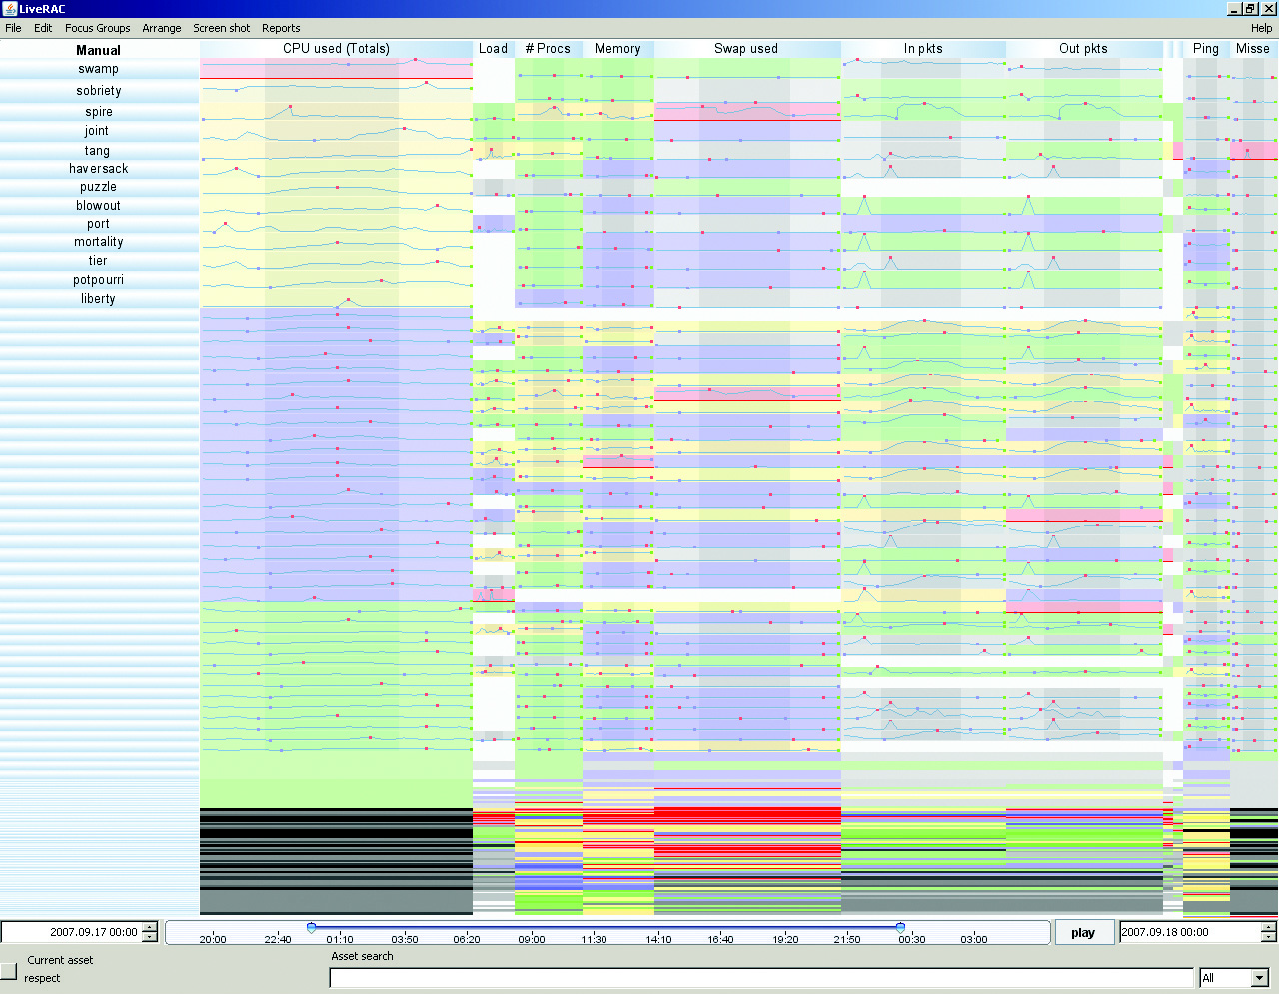 LiveRAC
File Edit Focus Groups Arrange Screen shot Reports Help
Manual CPU used (Totals) Load # Procs Memory Swap used In pkts Out pkts Ping Misse
swamp
sobriety
spire
joint
tang
haversack
puzzle
blowout
port
mortality
tier
potpourri
liberty
2007.09.17 00:00 play 2007.09.18 00:00
20:00 22:40 01:10 03:50 06:20 09:00 11:30 14:10 16:40 19:20 21:50 00:30 03:00
Current asset Asset search
respect All